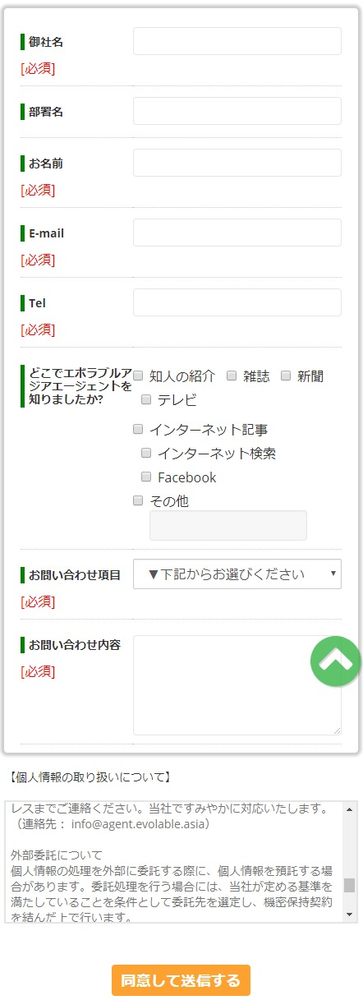 御社名
[必須]
部署名
お名前
[必須]
E-mail
[必須]
Tel
[必須]
どこでエボラブルア
ジアエージェントを
知りましたか?
知人の紹介 雑誌 新聞
テレビ
インターネット記事
インターネット検索
Facebook
その他
お問い合わせ項目
[必須]
▼下記からお選びください
お問い合わせ内容
[必須]
【個人情報の取り扱いについて】
レスまでご連絡ください。当社ですみやかに対応いたします。
（連絡先： info@agent.evolable.asia）
外部委託について
個人情報の処理を外部に委託する際に、個人情報を預託する場
合があります。委託処理を行う場合には、当社が定める基準を
満たしていることを条件として委託先を選定し、機密保持契約
を結んだ上で行います。
同意して送信する